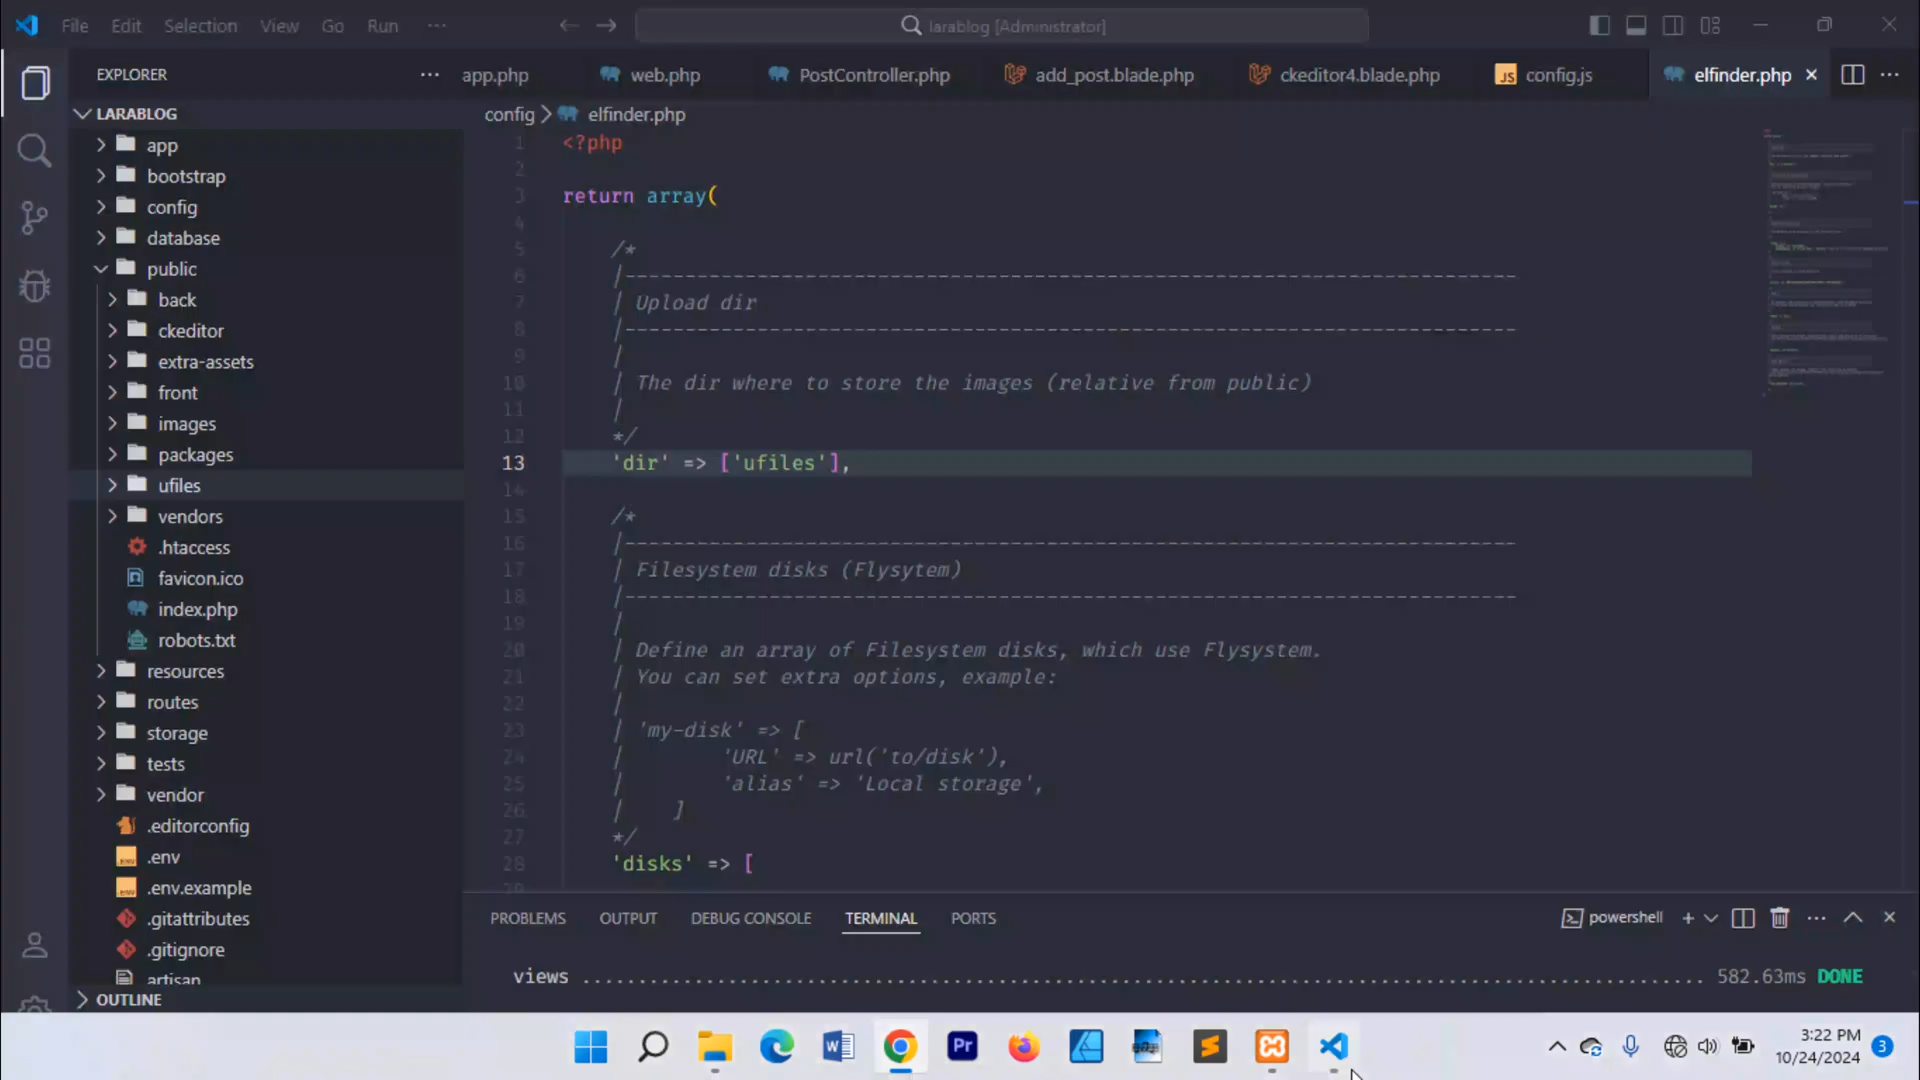 File Edit Selection View Go Run ··· larablog [Administrator]
EXPLORER ···
app.php web.php PostController.php add_post.blade.php ckeditor4.blade.php config.js elfinder.php ···
LARABLOG
app
bootstrap
config
database
public
back
ckeditor
extra-assets
front
images
packages
ufiles
vendors
.htaccess
favicon.ico
index.php
robots.txt
resources
routes
storage
tests
vendor
.editorconfig
.env
.env.example
.gitattributes
.gitignore
artisan
OUTLINE
config > elfinder.php
1 <?php
2
3 return array(
4
5 /*
6 |--------------------------------------------------------------------------
7 | Upload dir
8 |--------------------------------------------------------------------------
9 |
10 | The dir where to store the images (relative from public)
11 |
12 */
13 'dir' => ['ufiles'],
14
15 /*
16 |--------------------------------------------------------------------------
17 | Filesystem disks (Flysytem)
18 |--------------------------------------------------------------------------
19 |
20 | Define an array of Filesystem disks, which use Flysystem.
21 | You can set extra options, example:
22 |
23 | 'my-disk' => [
24 | 'URL' => url('to/disk'),
25 | 'alias' => 'Local storage',
26 | ]
27 */
28 'disks' => [
29
PROBLEMS OUTPUT DEBUG CONSOLE TERMINAL PORTS powershell
views ................................................ 582.63ms DONE
3:22 PM
10/24/2024
3